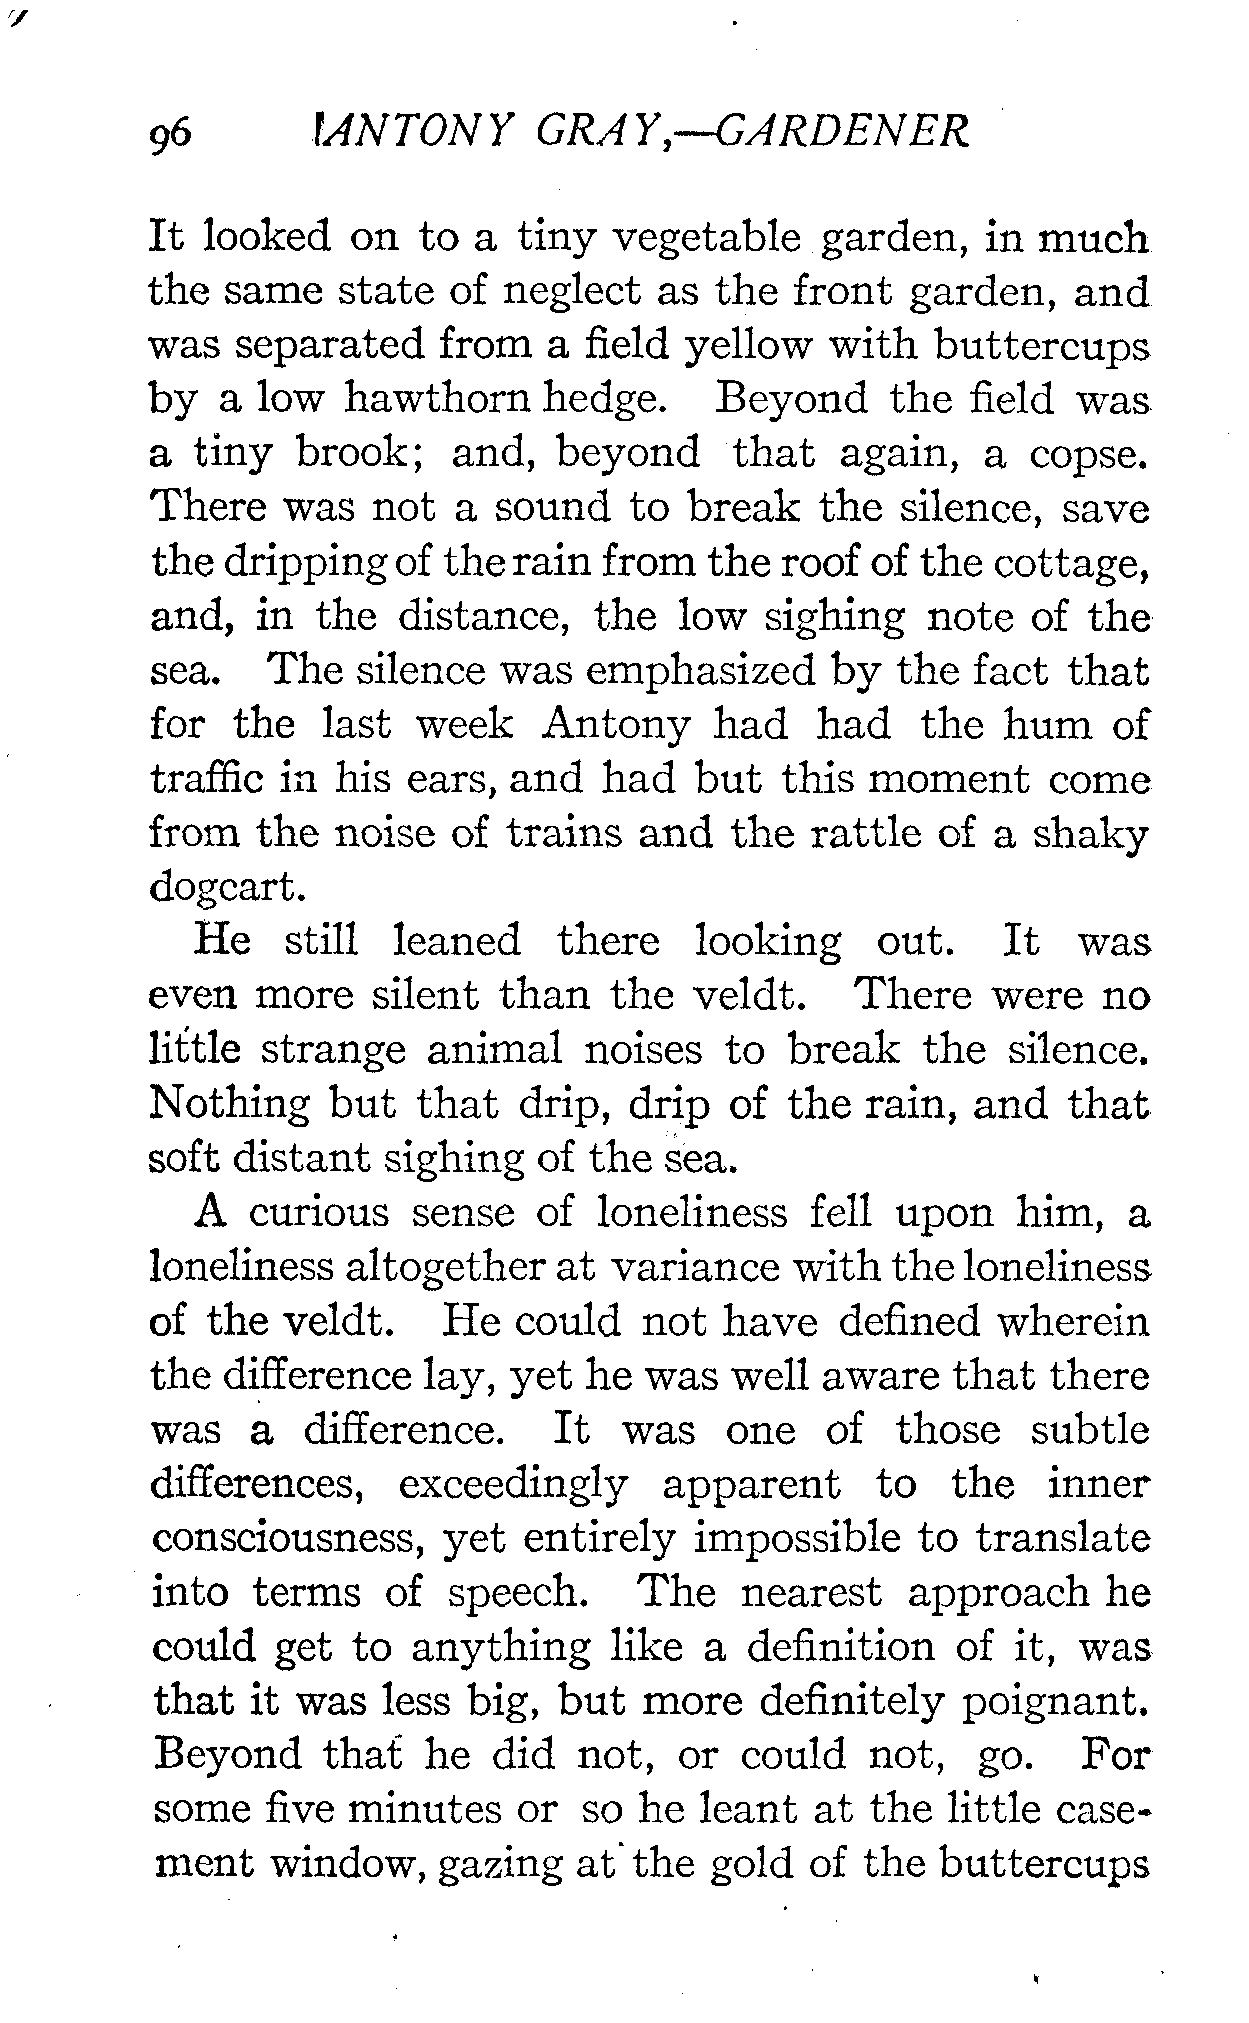 96 ANTONY GRAY,—GARDENER
It looked on to a tiny vegetable garden, in much
the same state of neglect as the front garden, and
was separated from a field yellow with buttercups
by a low hawthorn hedge. Beyond the field was
a tiny brook; and, beyond that again, a copse.
There was not a sound to break the silence, save
the dripping of the rain from the roof of the cottage,
and, in the distance, the low sighing note of the
sea. The silence was emphasized by the fact that
for the last week Antony had had the hum of
traffic in his ears, and had but this moment come
from the noise of trains and the rattle of a shaky
dogcart.
He still leaned there looking out. It was
even more silent than the veldt. There were no
little strange animal noises to break the silence.
Nothing but that drip, drip of the rain, and that
soft distant sighing of the sea.
A curious sense of loneliness fell upon him, a
loneliness altogether at variance with the loneliness
of the veldt. He could not have defined wherein
the difference lay, yet he was well aware that there
was a difference. It was one of those subtle
differences, exceedingly apparent to the inner
consciousness, yet entirely impossible to translate
into terms of speech. The nearest approach he
could get to anything like a definition of it, was
that it was less big, but more definitely poignant.
Beyond that he did not, or could not, go. For
some five minutes or so he leant at the little case-
ment window, gazing at the gold of the buttercups